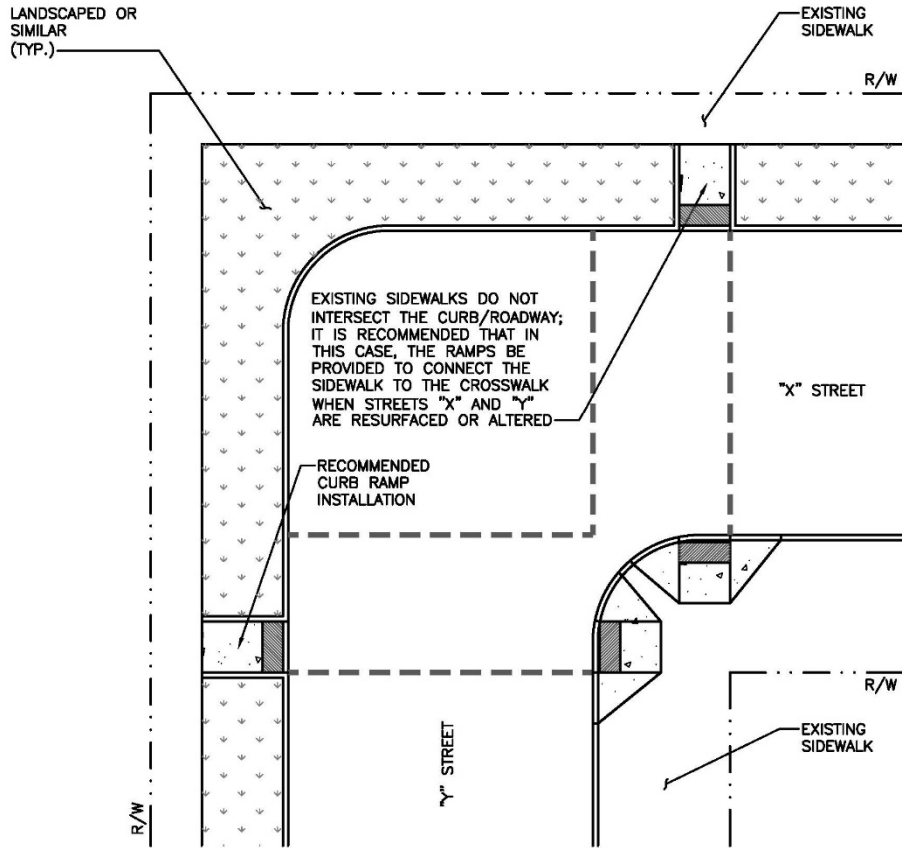 LANDSCAPED OR
SIMILAR
(TYP.)
EXISTING
SIDEWALK
R/W
EXISTING SIDEWALKS DO NOT
INTERSECT THE CURB/ROADWAY;
IT IS RECOMMENDED THAT IN
THIS CASE, THE RAMPS BE
PROVIDED TO CONNECT THE
SIDEWALK TO THE CROSSWALK
WHEN STREETS "X" AND "Y"
ARE RESURFACED OR ALTERED
"X" STREET
RECOMMENDED
CURB RAMP
INSTALLATION
R/W
EXISTING
SIDEWALK
"Y" STREET
R/W